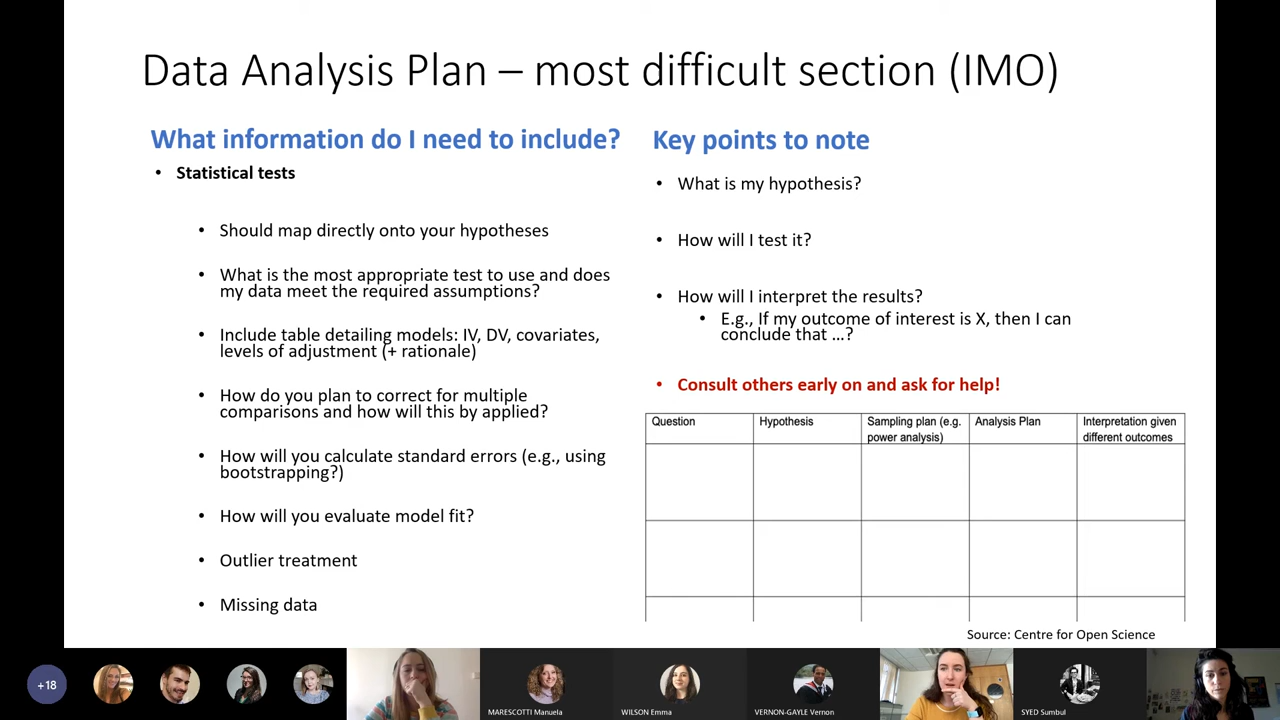 Data Analysis Plan – most difficult section (IMO)
What information do I need to include?
• Statistical tests
• Should map directly onto your hypotheses
• What is the most appropriate test to use and does
my data meet the required assumptions?
• Include table detailing models: IV, DV, covariates,
levels of adjustment (+ rationale)
• How do you plan to correct for multiple
comparisons and how will this by applied?
• How will you calculate standard errors (e.g., using
bootstrapping?)
• How will you evaluate model fit?
• Outlier treatment
• Missing data
Key points to note
• What is my hypothesis?
• How will I test it?
• How will I interpret the results?
• E.g., If my outcome of interest is X, then I can
conclude that …?
• Consult others early on and ask for help!
Question
Hypothesis
Sampling plan (e.g.
power analysis)
Analysis Plan
Interpretation given
different outcomes
Source: Centre for Open Science
+18
MARESCOTTI Manuela
WILSON Emma
VERNON-GAYLE Vernon
SYED Sumbul